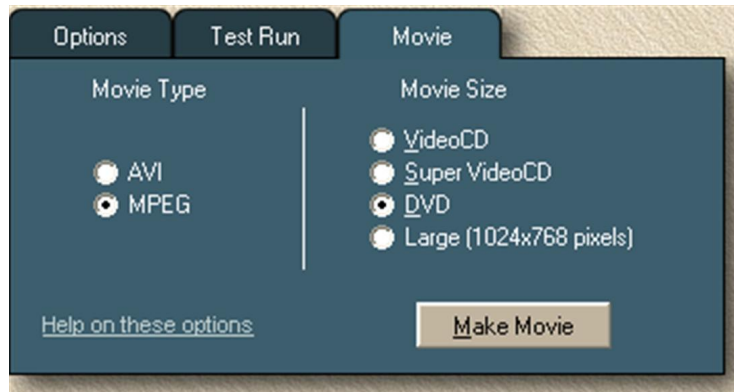 Options Test Run Movie
Movie Type Movie Size
VideoCD
AVI Super VideoCD
MPEG DVD
Large (1024x768 pixels)
Help on these options Make Movie